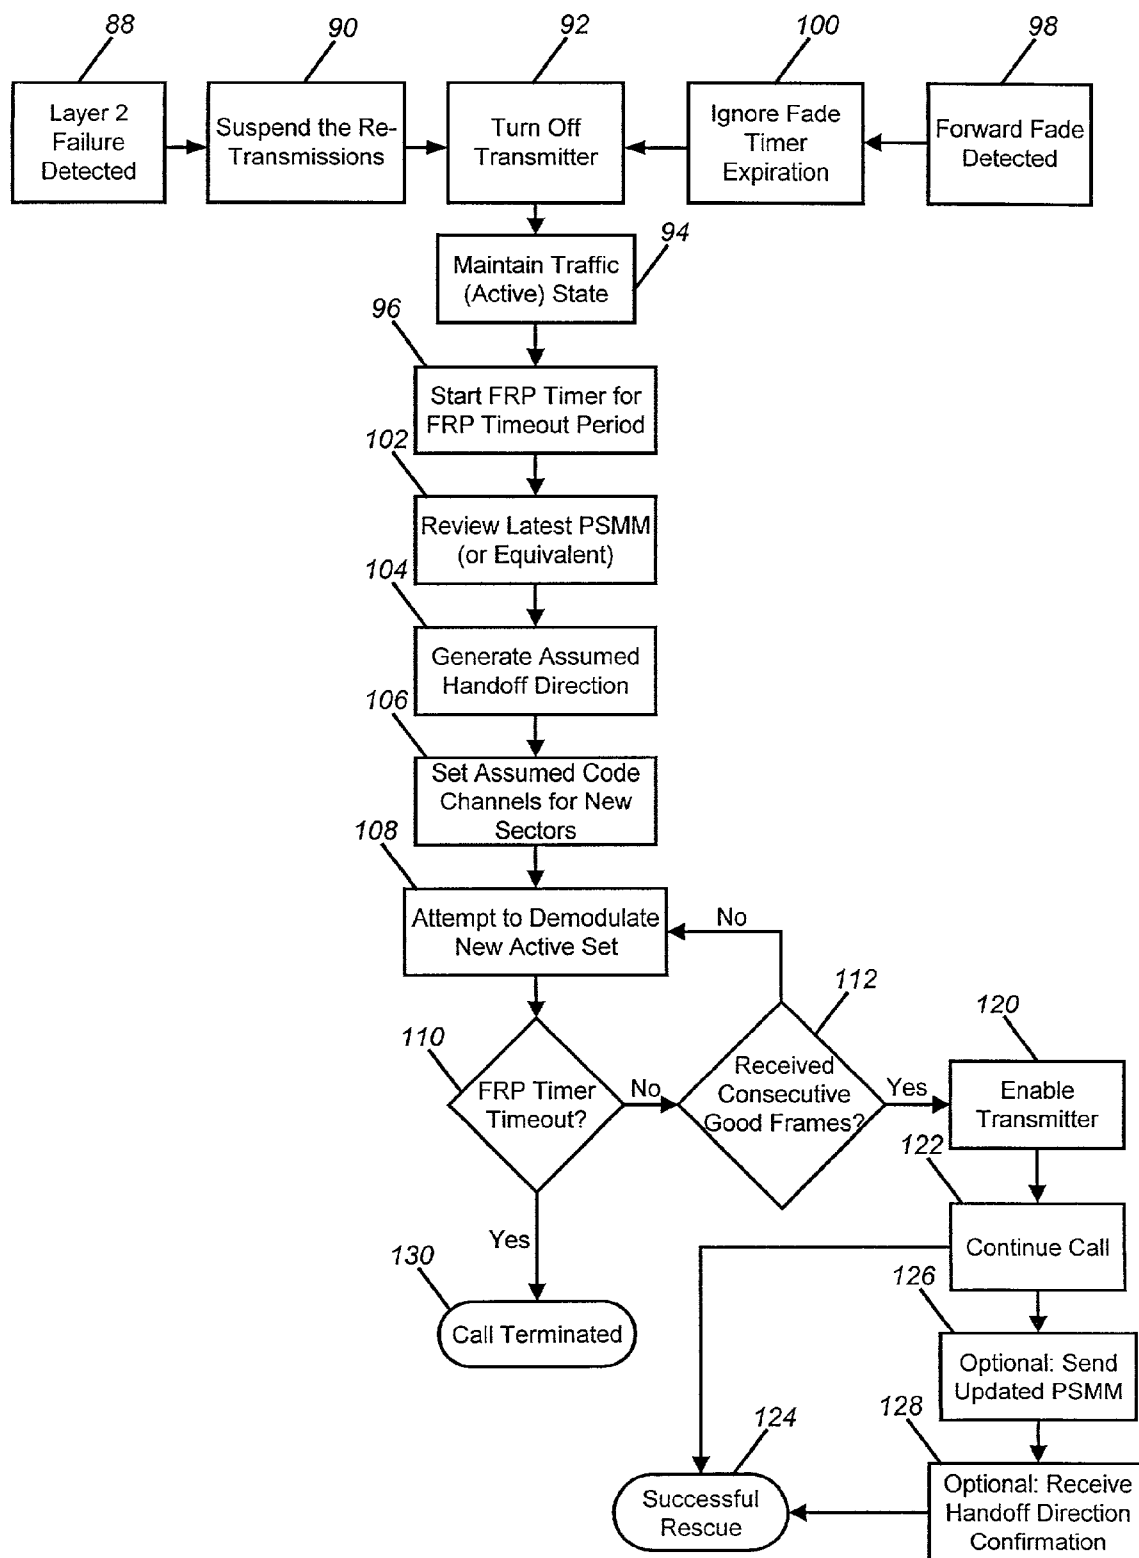 88
90
92
100
98
Layer 2
Failure
Detected
Suspend the Re-
Transmissions
Turn Off
Transmitter
Ignore Fade
Timer
Expiration
Forward Fade
Detected
94
Maintain Traffic
(Active) State
96
Start FRP Timer for
FRP Timeout Period
102
Review Latest PSMM
(or Equivalent)
104
Generate Assumed
Handoff Direction
106
Set Assumed Code
Channels for New
Sectors
108
Attempt to Demodulate
New Active Set
No
112
110
FRP Timer
Timeout?
No
Received
Consecutive
Good Frames?
Yes
120
Enable
Transmitter
122
Continue Call
Yes
130
Call Terminated
126
Optional: Send
Updated PSMM
128
Optional: Receive
Handoff Direction
Confirmation
124
Successful
Rescue